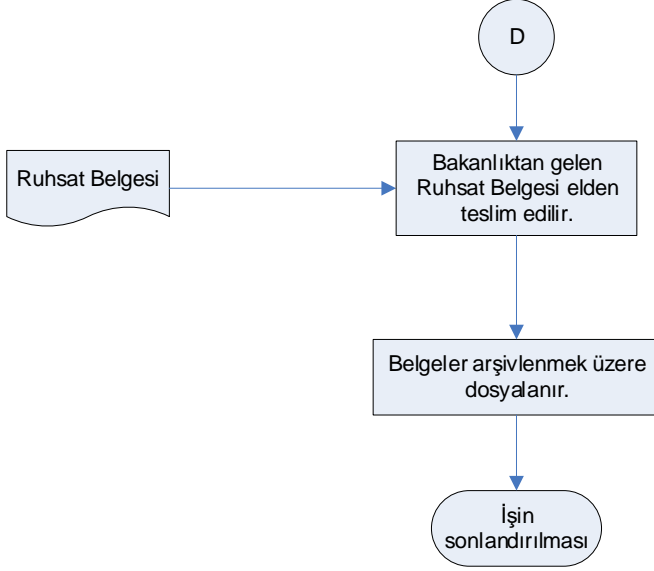 D
Ruhsat Belgesi
Bakanlıktan gelen
Ruhsat Belgesi elden
teslim edilir.
Belgeler arşivlenmek üzere
dosyalanır.
İşin
sonlandırılması